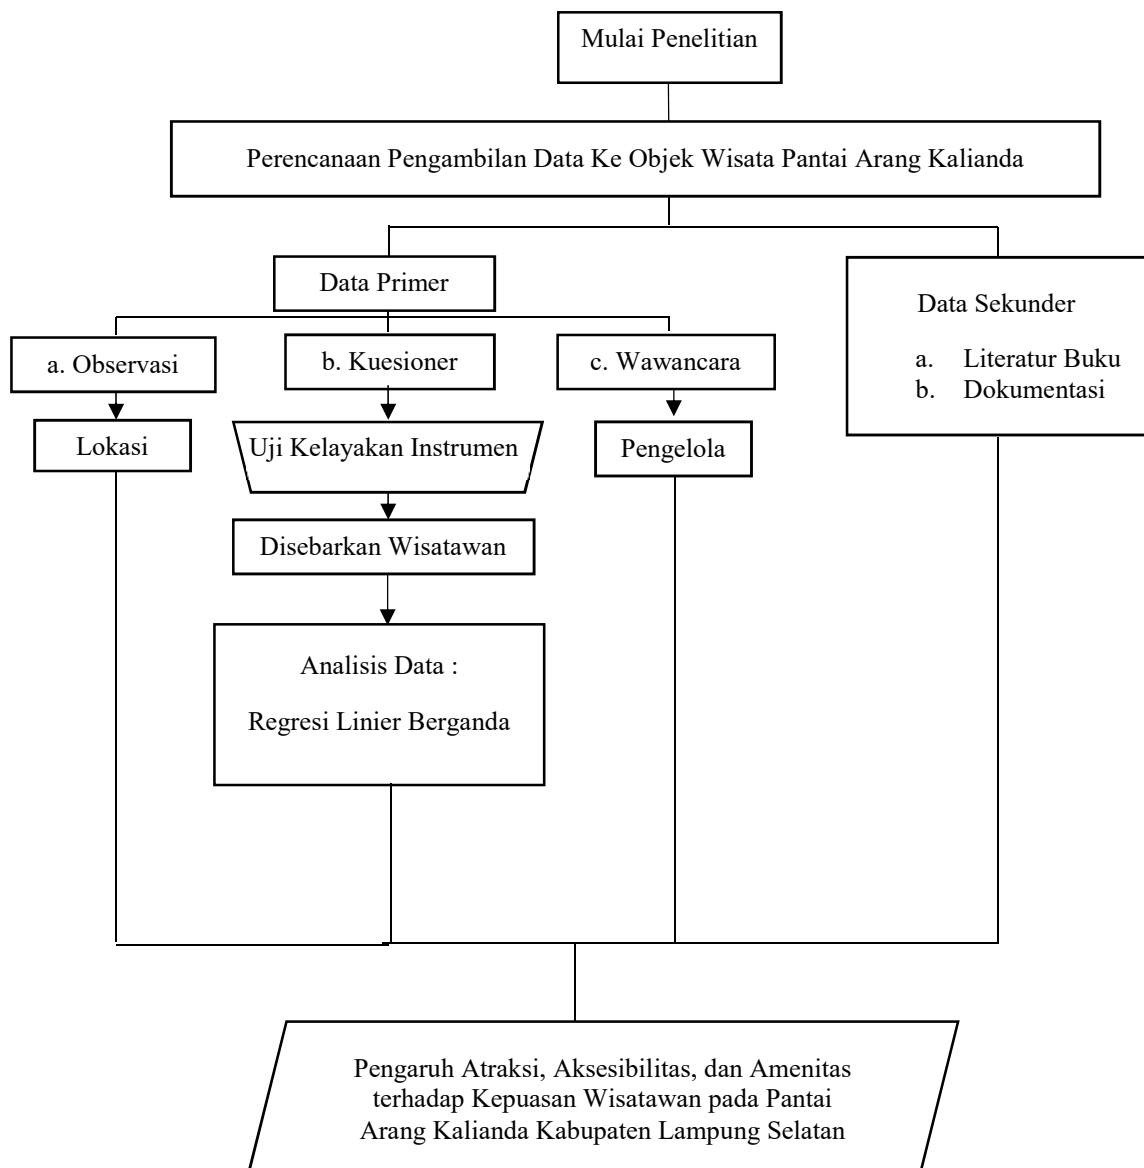 Mulai Penelitian
Perencanaan Pengambilan Data Ke Objek Wisata Pantai Arang Kalianda
Data Primer
Data Sekunder
a. Literatur Buku
b. Dokumentasi
a. Observasi
b. Kuesioner
c. Wawancara
Lokasi
Uji Kelayakan Instrumen
Pengelola
Disebarkan Wisatawan
Analisis Data :
Regresi Linier Berganda
Pengaruh Atraksi, Aksesibilitas, dan Amenitas
terhadap Kepuasan Wisatawan pada Pantai
Arang Kalianda Kabupaten Lampung Selatan